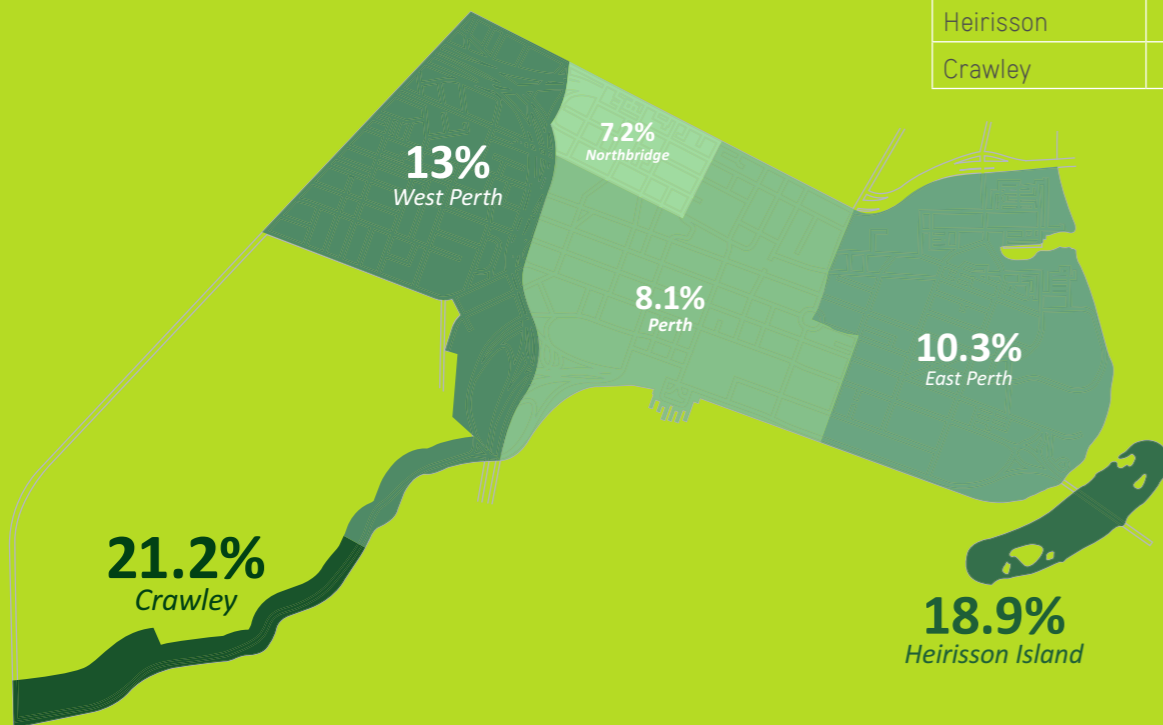 Heirisson
Crawley
7.2%
Northbridge
13%
West Perth
8.1%
Perth
10.3%
East Perth
21.2%
Crawley
18.9%
Heirisson Island